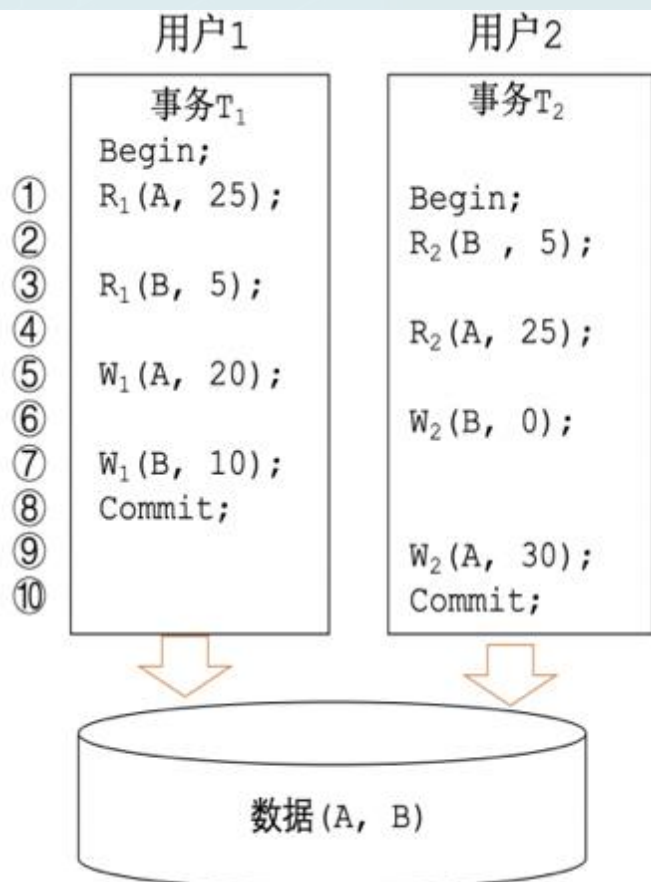 用户1 用户2
事务T₁ 事务T₂
Begin;
① R₁(A, 25); Begin;
② R₂(B , 5);
③ R₁(B, 5);
④ R₂(A, 25);
⑤ W₁(A, 20);
⑥ W₂(B, 0);
⑦ W₁(B, 10);
⑧ Commit;
⑨ W₂(A, 30);
⑩ Commit;
数据(A, B)